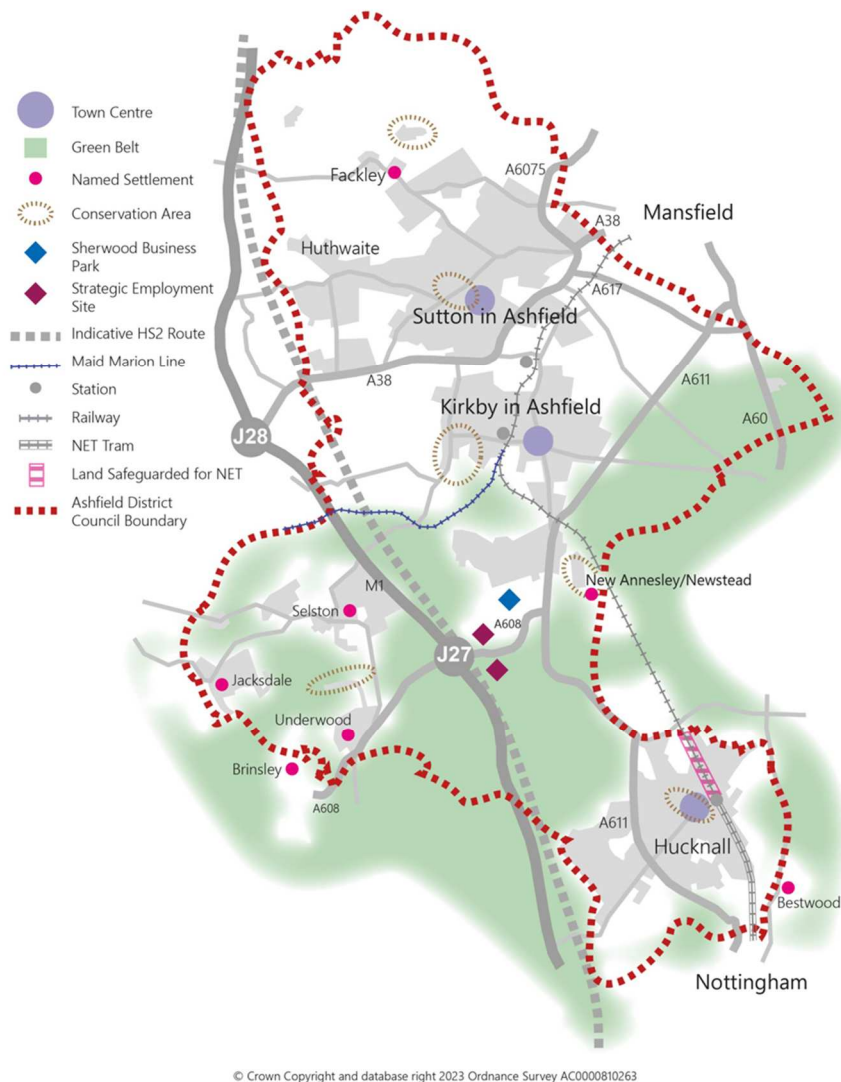 Town Centre
Green Belt
Named Settlement
Conservation Area
Sherwood Business
Park
Strategic Employment
Site
Indicative HS2 Route
Maid Marion Line
Station
Railway
NET Tram
Land Safeguarded for NET
Ashfield District
Council Boundary
A6075
Fackley
A38
Mansfield
Huthwaite
A617
Sutton in Ashfield
A38
A611
Kirkby in Ashfield
A60
J28
M1
New Annesley/Newstead
Selston
A608
J27
Jacksdale
Underwood
Brinsley
A608
A611
Hucknall
Bestwood
Nottingham
© Crown Copyright and database right 2023 Ordnance Survey AC0000810263